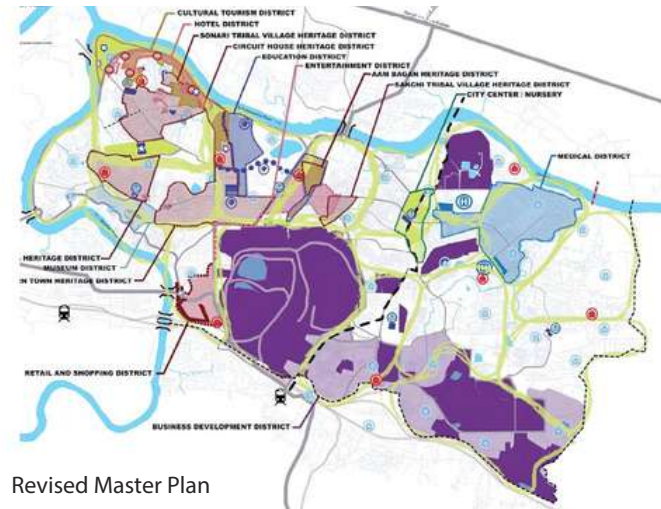 CULTURAL TOURISM DISTRICT
HOTEL DISTRICT
SONARI TRIBAL VILLAGE HERITAGE DISTRICT
CIRCUIT HOUSE HERITAGE DISTRICT
EDUCATION DISTRICT
ENTERTAINMENT DISTRICT
AAM BAGAN HERITAGE DISTRICT
SAKCHI TRIBAL VILLAGE HERITAGE DISTRICT
CITY CENTER / NURSERY
MEDICAL DISTRICT
HERITAGE DISTRICT
MUSEUM DISTRICT
N TOWN HERITAGE DISTRICT
RETAIL AND SHOPPING DISTRICT
BUSINESS DEVELOPMENT DISTRICT
Revised Master Plan